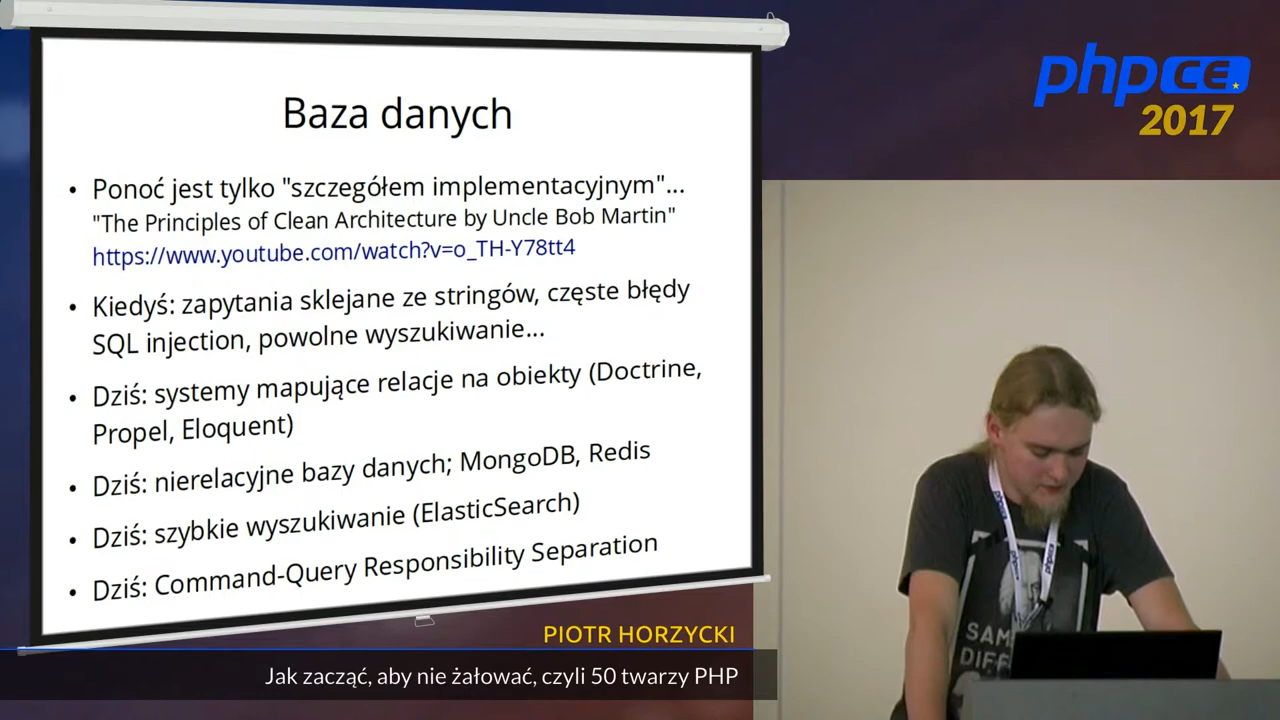 Baza danych
• Ponoć jest tylko "szczegółem implementacyjnym"...
"The Principles of Clean Architecture by Uncle Bob Martin"
https://www.youtube.com/watch?v=o_TH-Y78tt4
• Kiedyś: zapytania sklejane ze stringów, częste błędy
SQL injection, powolne wyszukiwanie...
• Dziś: systemy mapujące relacje na obiekty (Doctrine,
Propel, Eloquent)
• Dziś: nierelacyjne bazy danych; MongoDB, Redis
• Dziś: szybkie wyszukiwanie (ElasticSearch)
• Dziś: Command-Query Responsibility Separation
phpCE
2017
PIOTR HORZYCKI
Jak zacząć, aby nie żałować, czyli 50 twarzy PHP